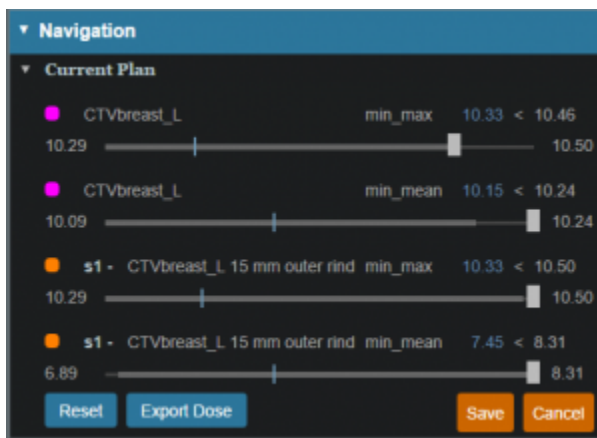 Navigation
Current Plan
CTVbreast_L min_max 10.33 < 10.46
10.29 10.50
CTVbreast_L min_mean 10.15 < 10.24
10.09 10.24
s1 - CTVbreast_L 15 mm outer rind min_max 10.33 < 10.50
10.29 10.50
s1 - CTVbreast_L 15 mm outer rind min_mean 7.45 < 8.31
6.89 8.31
Reset Export Dose Save Cancel